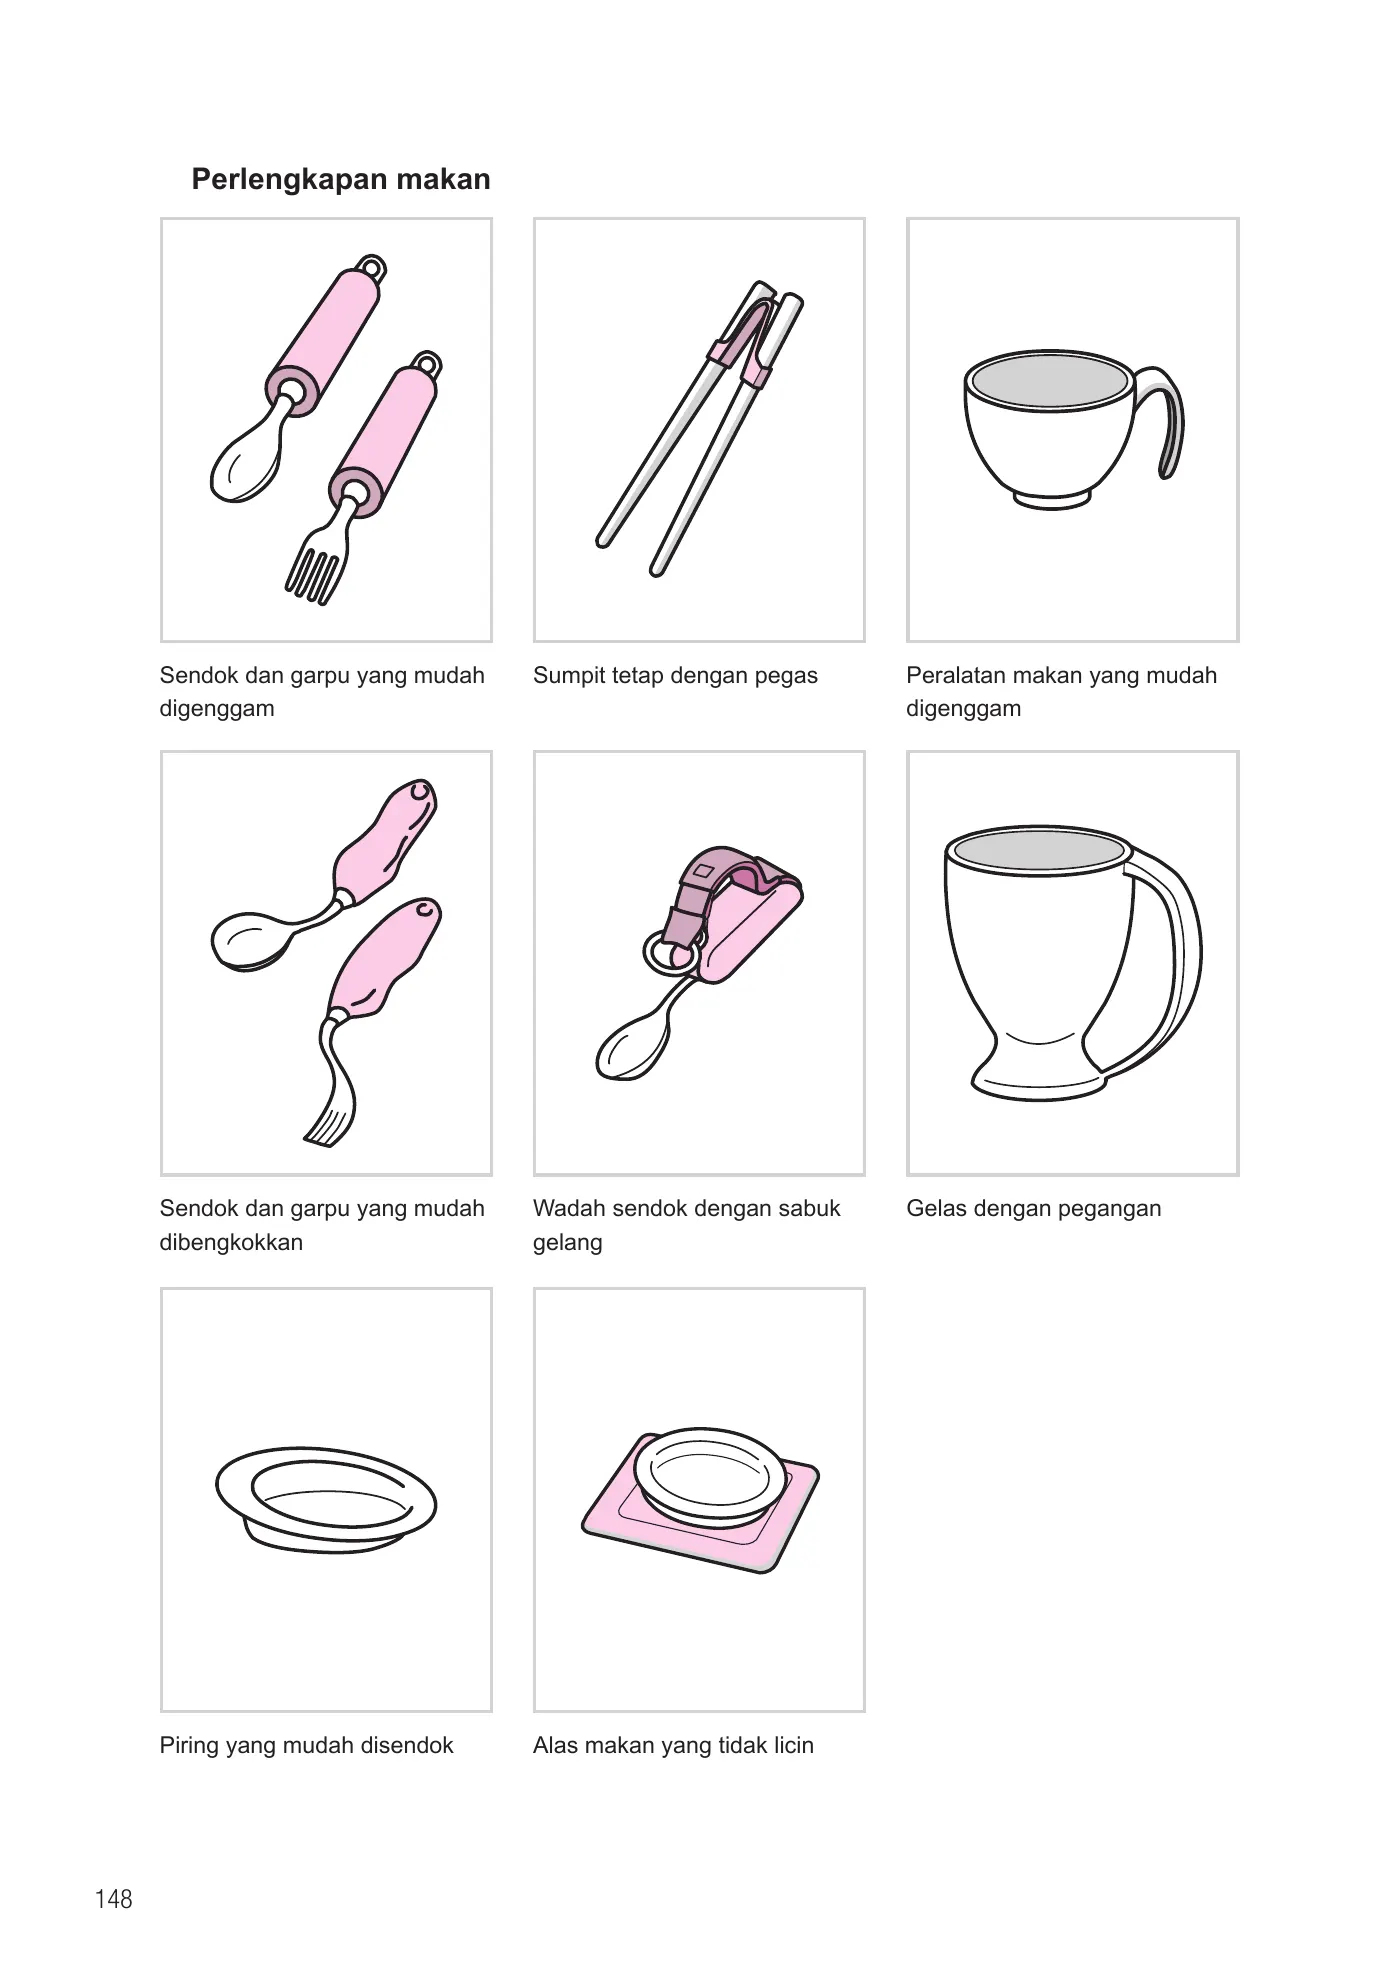 Perlengkapan makan
Sendok dan garpu yang mudah
digenggam
Sumpit tetap dengan pegas
Peralatan makan yang mudah
digenggam
Sendok dan garpu yang mudah
dibengkokkan
Wadah sendok dengan sabuk
gelang
Gelas dengan pegangan
Piring yang mudah disendok
Alas makan yang tidak licin
148